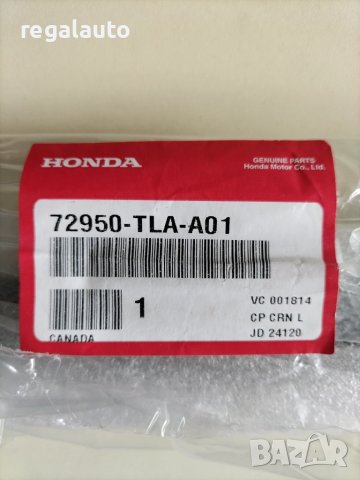 regalauto
HONDA
GENUINE PARTS
Honda Motor Co., Ltd.
72950-TLA-A01
1
VC 001814
CP CRN L
JD 24120
CANADA
BAZAR